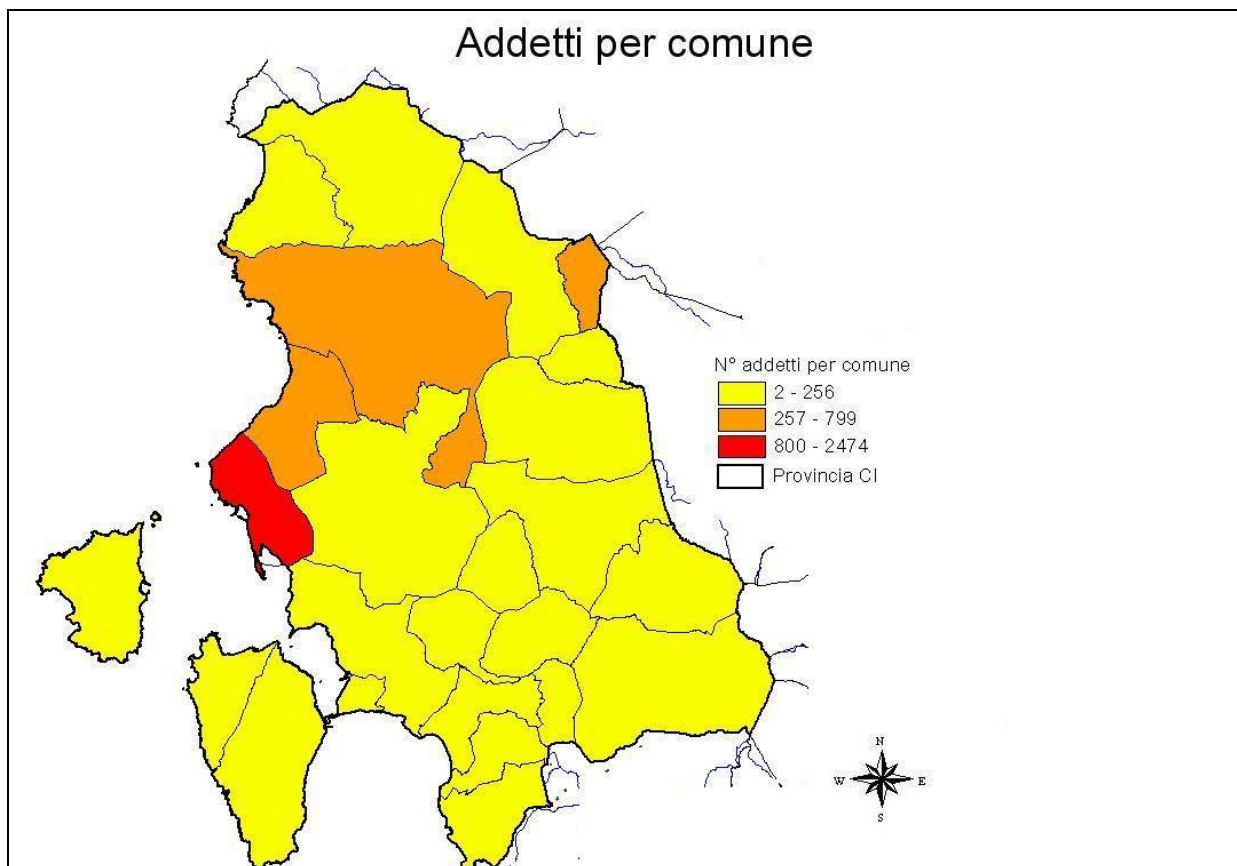 Addetti per comune
N° addetti per comune
2 - 256
257 - 799
800 - 2474
Provincia CI
N
W E
S